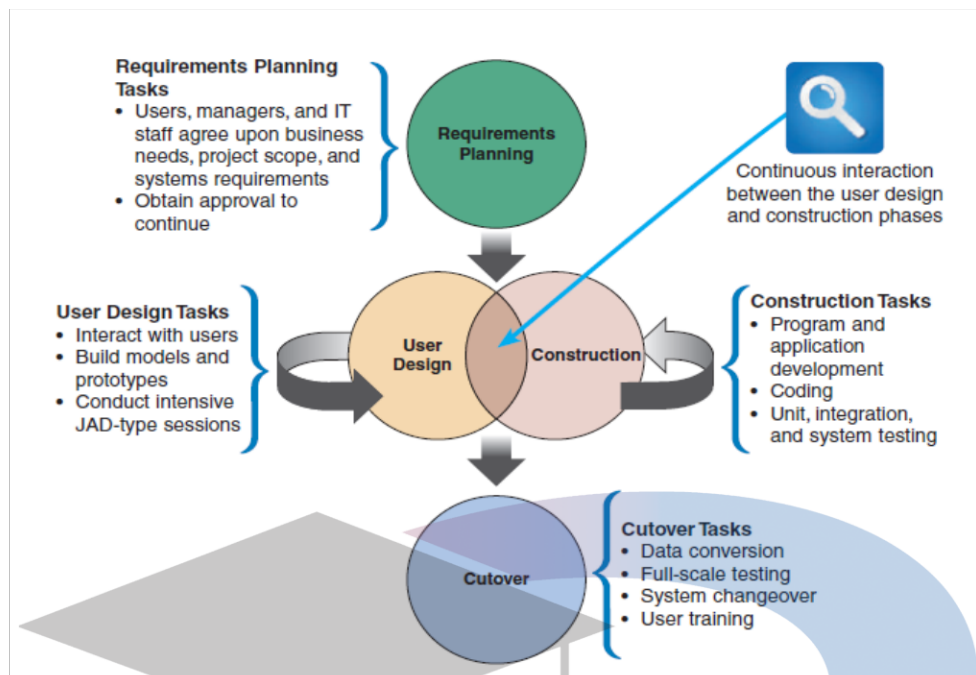 Requirements Planning
Tasks
• Users, managers, and IT
staff agree upon business
needs, project scope, and
systems requirements
• Obtain approval to
continue
Requirements
Planning
Continuous interaction
between the user design
and construction phases
User Design Tasks
• Interact with users
• Build models and
prototypes
• Conduct intensive
JAD-type sessions
User
Design
Construction
Construction Tasks
• Program and
application
development
• Coding
• Unit, integration,
and system testing
Cutover
Cutover Tasks
• Data conversion
• Full-scale testing
• System changeover
• User training